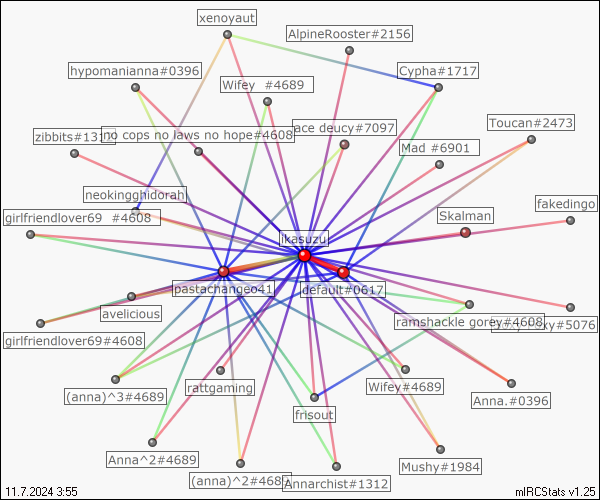 xenoyaut
AlpineRooster#2156
hypomanianna#0396
Cypha#1717
Wifey #4689
Toucan#2473
ace deucy#7097
zibbits#131
no cops no laws no hope#4608
Mad #6901
neokingghidorah
fakedingo
girlfriendlover69 #4608
Skalman
ikasuzu
pastachangeo41
default#0617
avelicious
ramshackle gorey#4608
girlfriendlover69#4608
(anna)^3#4689
rattgaming
Wifey#4689
Anna.#0396
frisout
Anna^2#4689
(anna)^2#468
Annarchist#1312
Mushy#1984
11.7.2024 3:55
mIRCStats v1.25